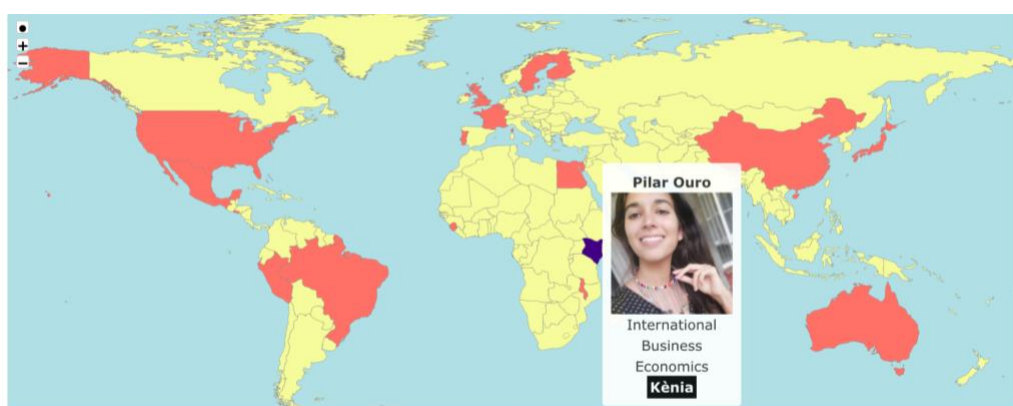 +
−
Pilar Ouro
International
Business
Economics
Kènia